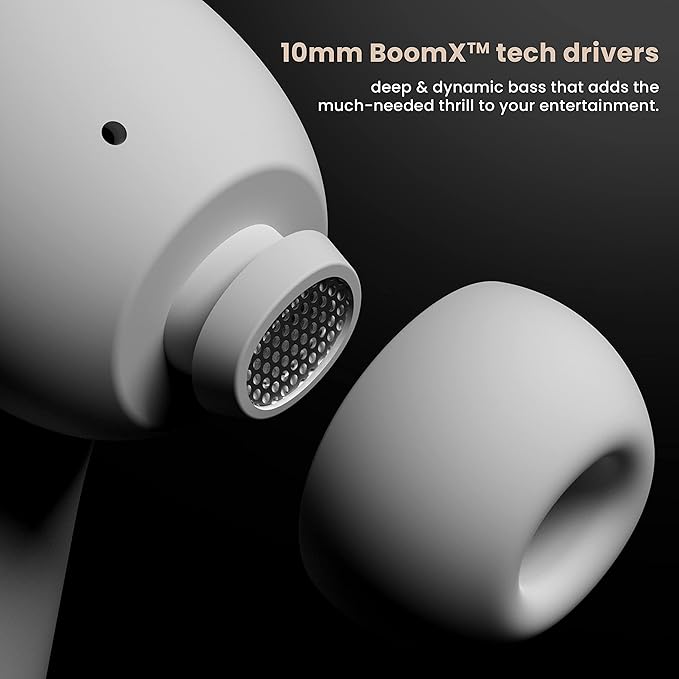 10mm BoomX™ tech drivers
deep & dynamic bass that adds the
much-needed thrill to your entertainment.